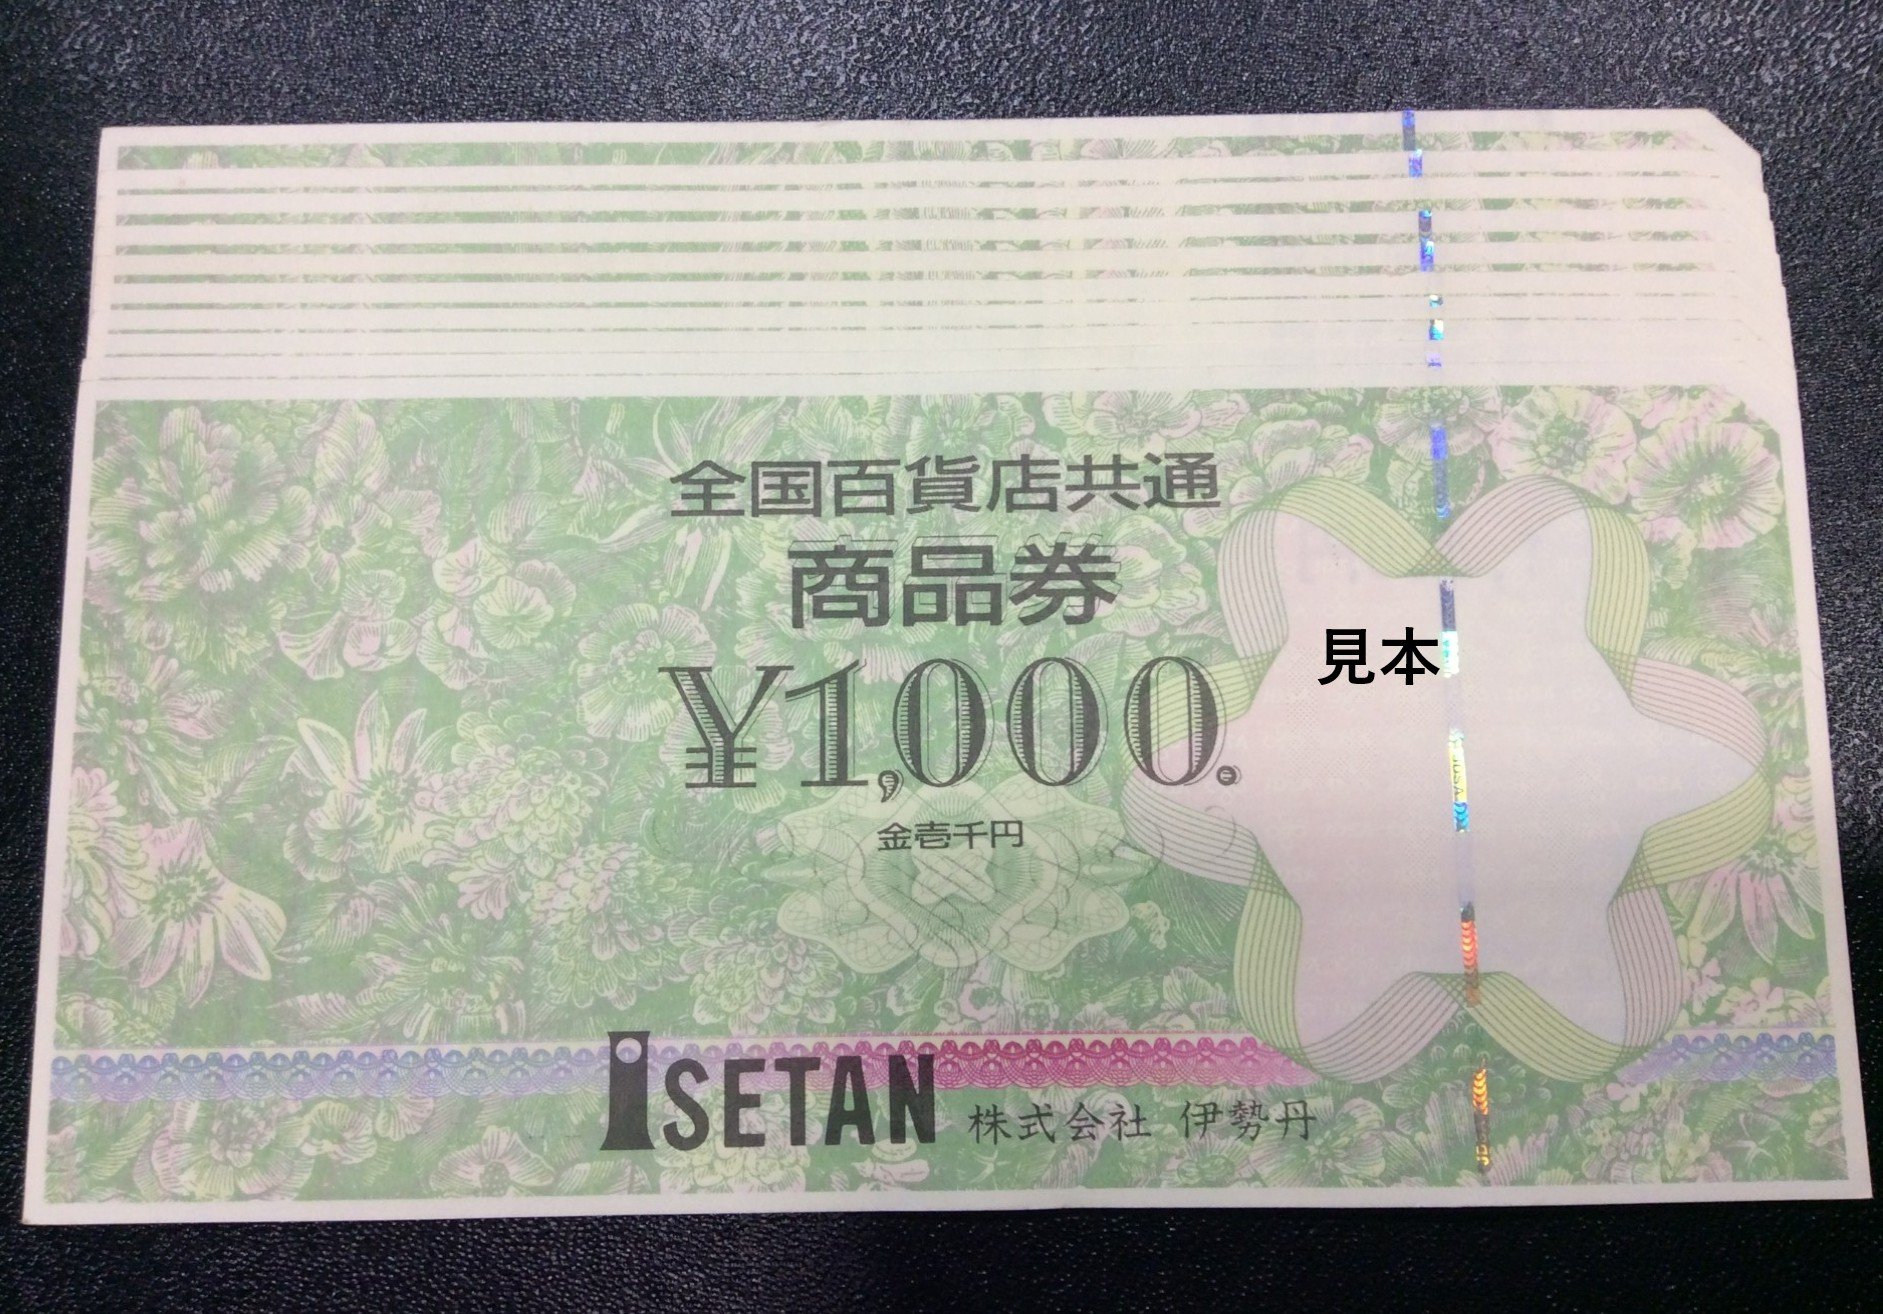 全国百貨店共通
商品券
¥1,000.
金壱千円
見本
ISETAN 株式会社 伊勢丹